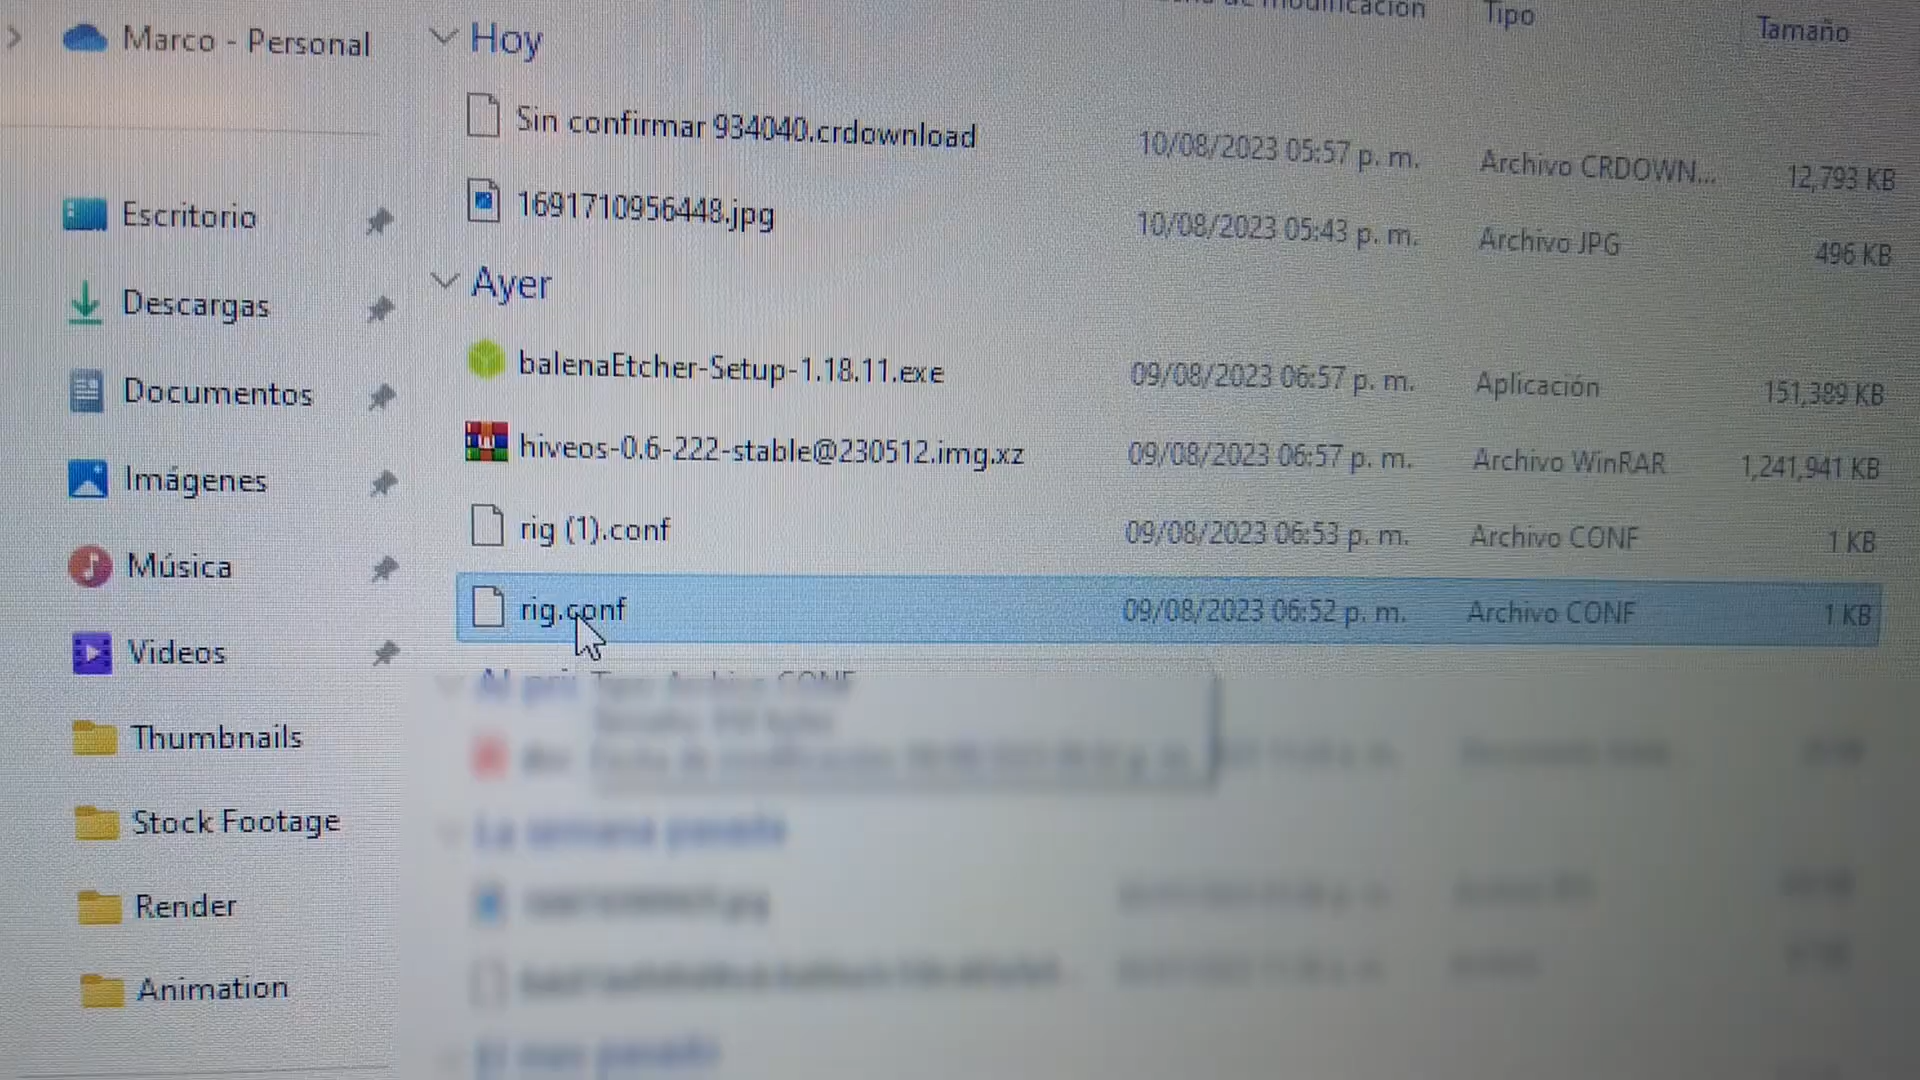 modificación Tipo Tamaño
Marco - Personal
Hoy
Sin confirmar 934040.crdownload 10/08/2023 05:57 p. m. Archivo CRDOWN... 12,793 KB
1691710956448.jpg 10/08/2023 05:43 p. m. Archivo JPG 496 KB
Escritorio
Ayer
Descargas
balenaEtcher-Setup-1.18.11.exe 09/08/2023 06:57 p. m. Aplicación 151,389 KB
Documentos
hiveos-0.6-222-stable@230512.img.xz 09/08/2023 06:57 p. m. Archivo WinRAR 1,241,941 KB
Imágenes
rig (1).conf 09/08/2023 06:53 p. m. Archivo CONF 1 KB
Música
rig.conf 09/08/2023 06:52 p. m. Archivo CONF 1 KB
Videos
Thumbnails
Stock Footage
Render
Animation